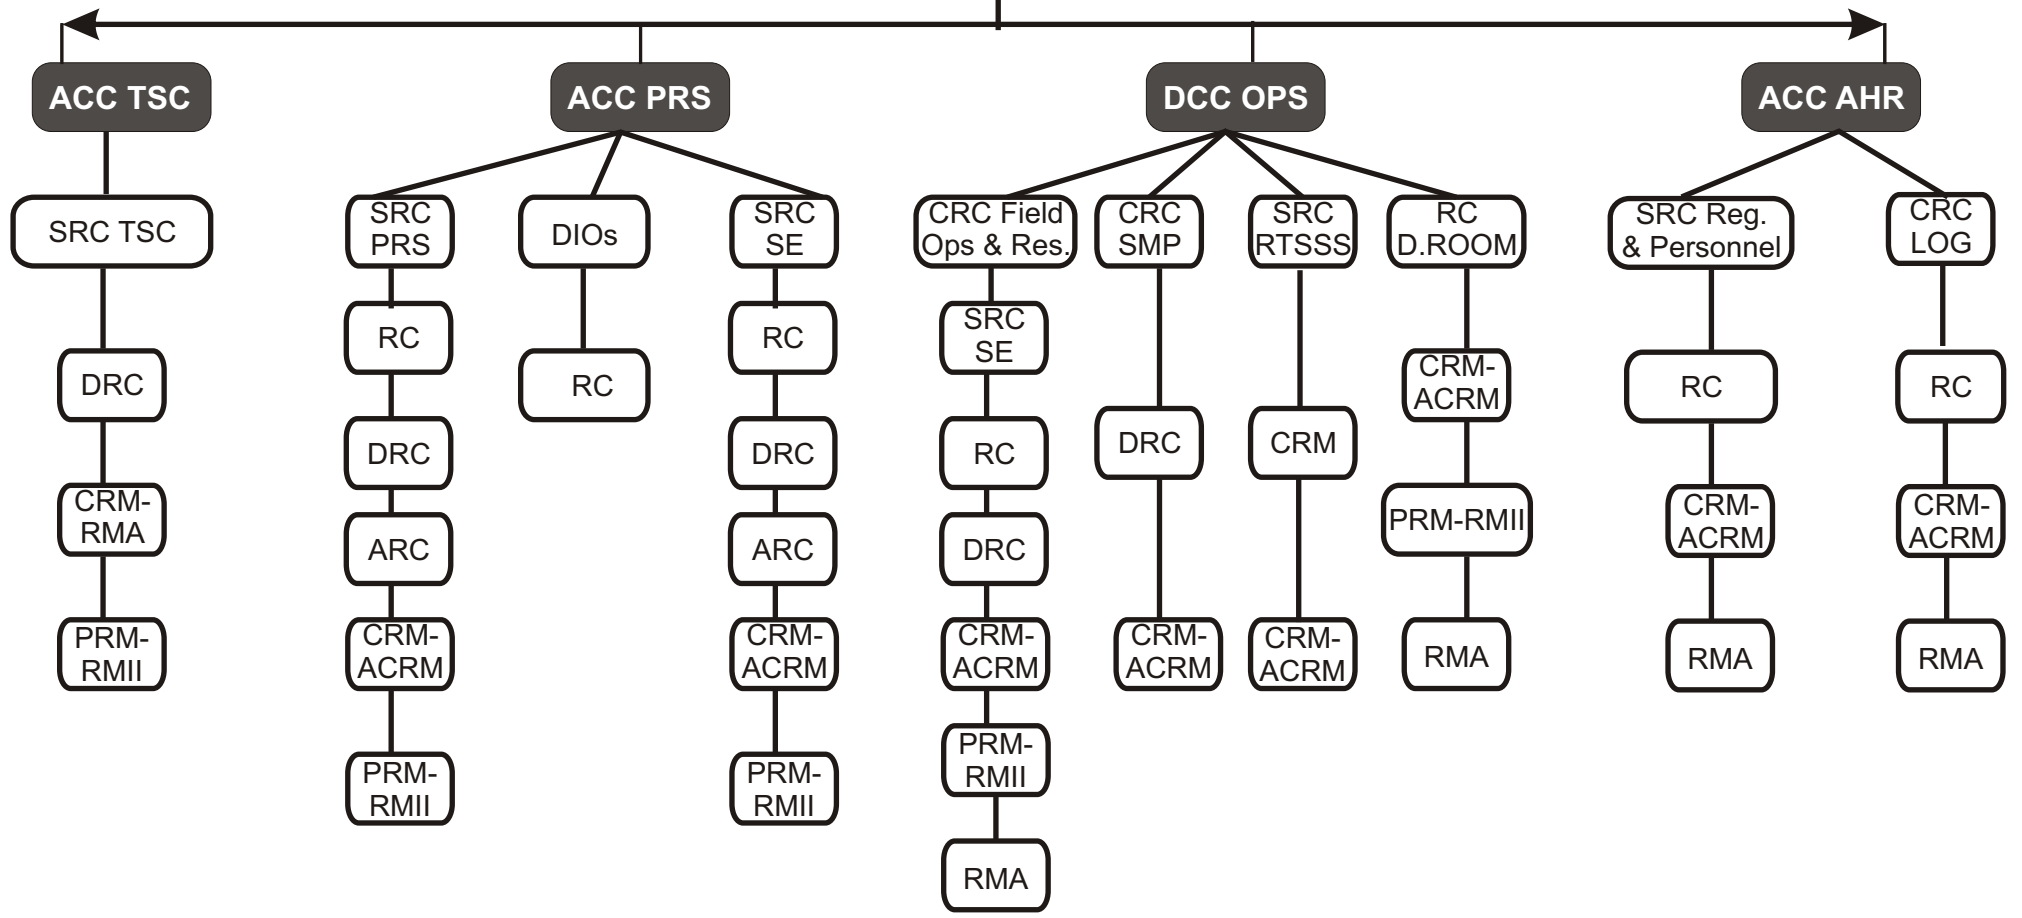 ACC TSC
ACC PRS
DCC OPS
ACC AHR
SRC TSC
DRC
CRM-
RMA
PRM-
RMII
SRC
PRS
RC
DRC
ARC
CRM-
ACRM
PRM-
RMII
DIOs
RC
SRC
SE
RC
DRC
ARC
CRM-
ACRM
PRM-
RMII
CRC Field
Ops & Res.
SRC
SE
RC
DRC
CRM-
ACRM
PRM-
RMII
RMA
CRC
SMP
DRC
CRM-
ACRM
SRC
RTSSS
CRM
CRM-
ACRM
RC
D.ROOM
CRM-
ACRM
PRM-RMII
RMA
SRC Reg.
& Personnel
RC
CRM-
ACRM
RMA
CRC
LOG
RC
CRM-
ACRM
RMA